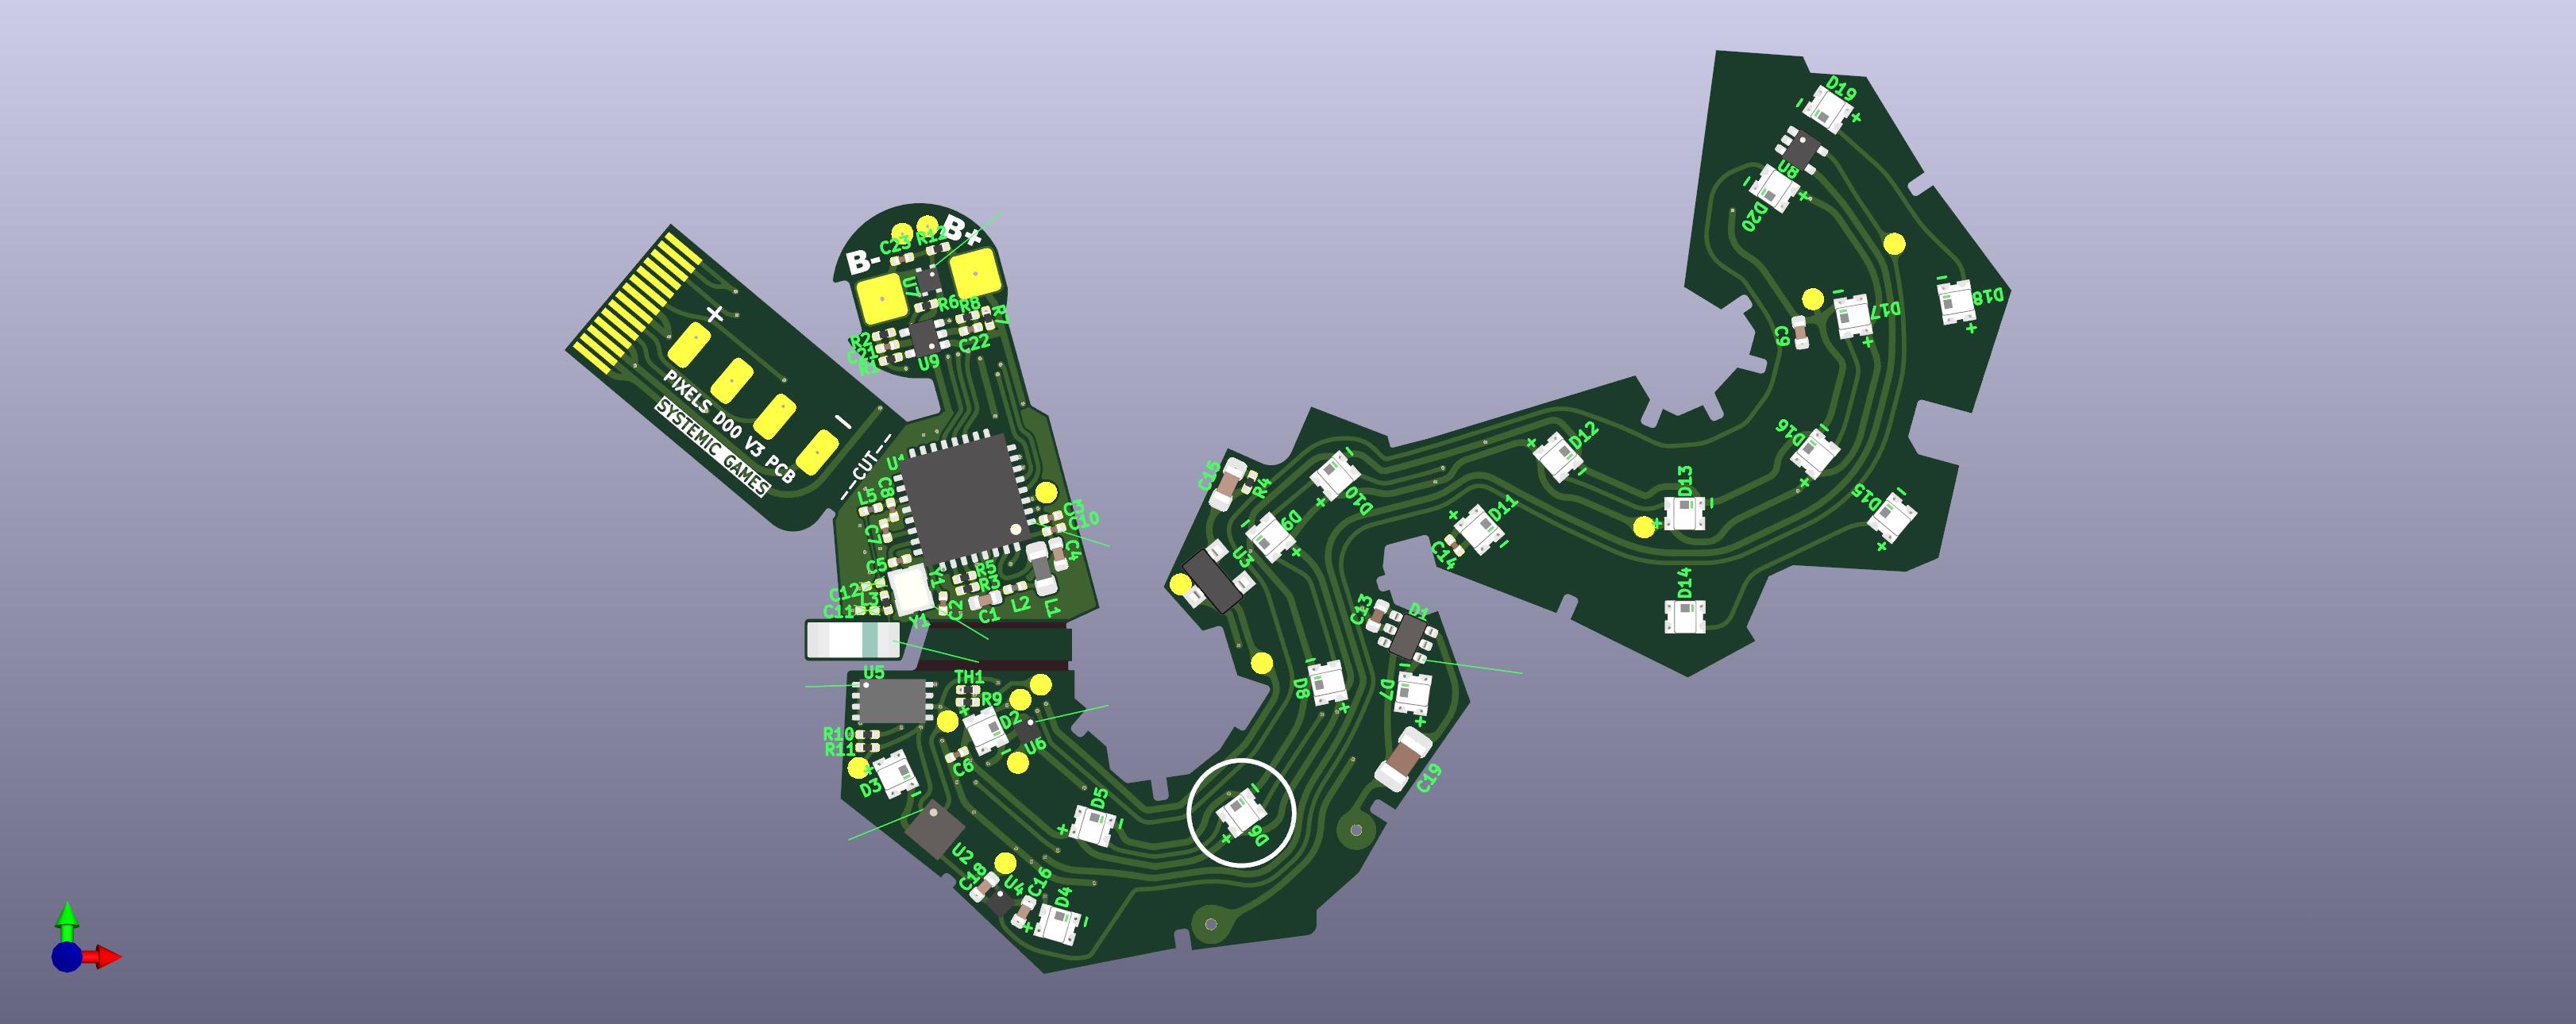 D19
U8
D20
D18
D17
C9
B+
B-
C23 R12
U7
R6
R8
R7
R2
C21
R1
U9
C22
+
PIXELS D00 V3 PCB
SYSTEMIC GAMES
—
--CUT--
L5
C8
C7
C5
C12
L3
C11
Y1
C2
R5
R3
C1
L2
L1
C4
C3
C10
C15
R4
D10
D9
U3
D12
D11
C14
D13
D14
D16
D15
C13
D1
D7
D8
C19
U5
TH1
R9
D2
U6
C6
R10
R11
D3
D5
D6
U2
C18
U4
C16
D4